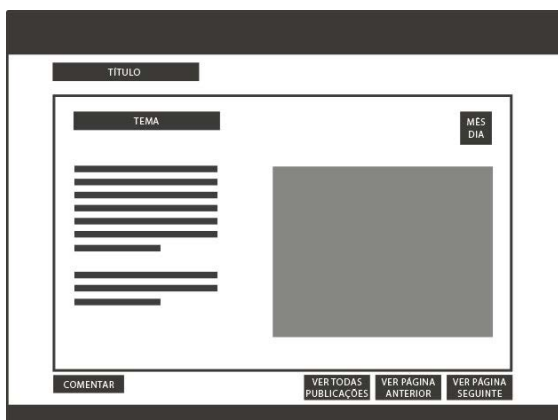 TÍTULO
TEMA
MÊS
DIA
COMENTAR
VER TODAS
PUBLICAÇÕES
VER PÁGINA
ANTERIOR
VER PÁGINA
SEGUINTE